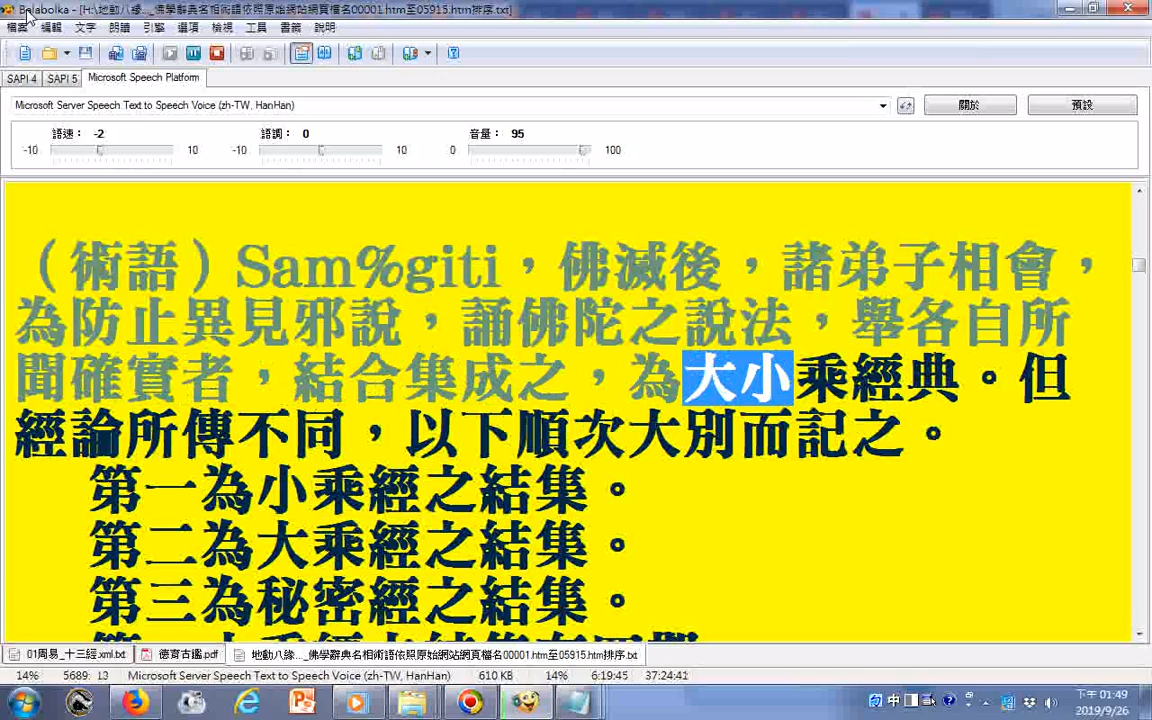 Balabolka - [H:\地動八緣..._佛學辭典名相術語依照原始網站網頁檔名00001.htm至05915.htm排序.txt]
檔案 編輯 文字 朗讀 引擎 選項 檢視 工具 書籤 說明
SAPI 4 SAPI 5 Microsoft Speech Platform
Microsoft Server Speech Text to Speech Voice (zh-TW, HanHan) 關於 預設
語速： -2 語調： 0 音量： 95
-10 10 -10 10 0 100
（術語）Sam%giti，佛滅後，諸弟子相會，
為防止異見邪說，誦佛陀之說法，舉各自所
聞確實者，結合集成之，為大小乘經典。但
經論所傳不同，以下順次大別而記之。
第一為小乘經之結集。
第二為大乘經之結集。
第三為秘密經之結集。
01周易_十三經.xml.txt 德育古鑑.pdf 地動八緣..._佛學辭典名相術語依照原始網站網頁檔名00001.htm至05915.htm排序.txt
14% 5689: 13 Microsoft Server Speech Text to Speech Voice (zh-TW, HanHan) 610 KB 14% 6:19:45 37:24:41
中 下午 01:49
2019/9/26